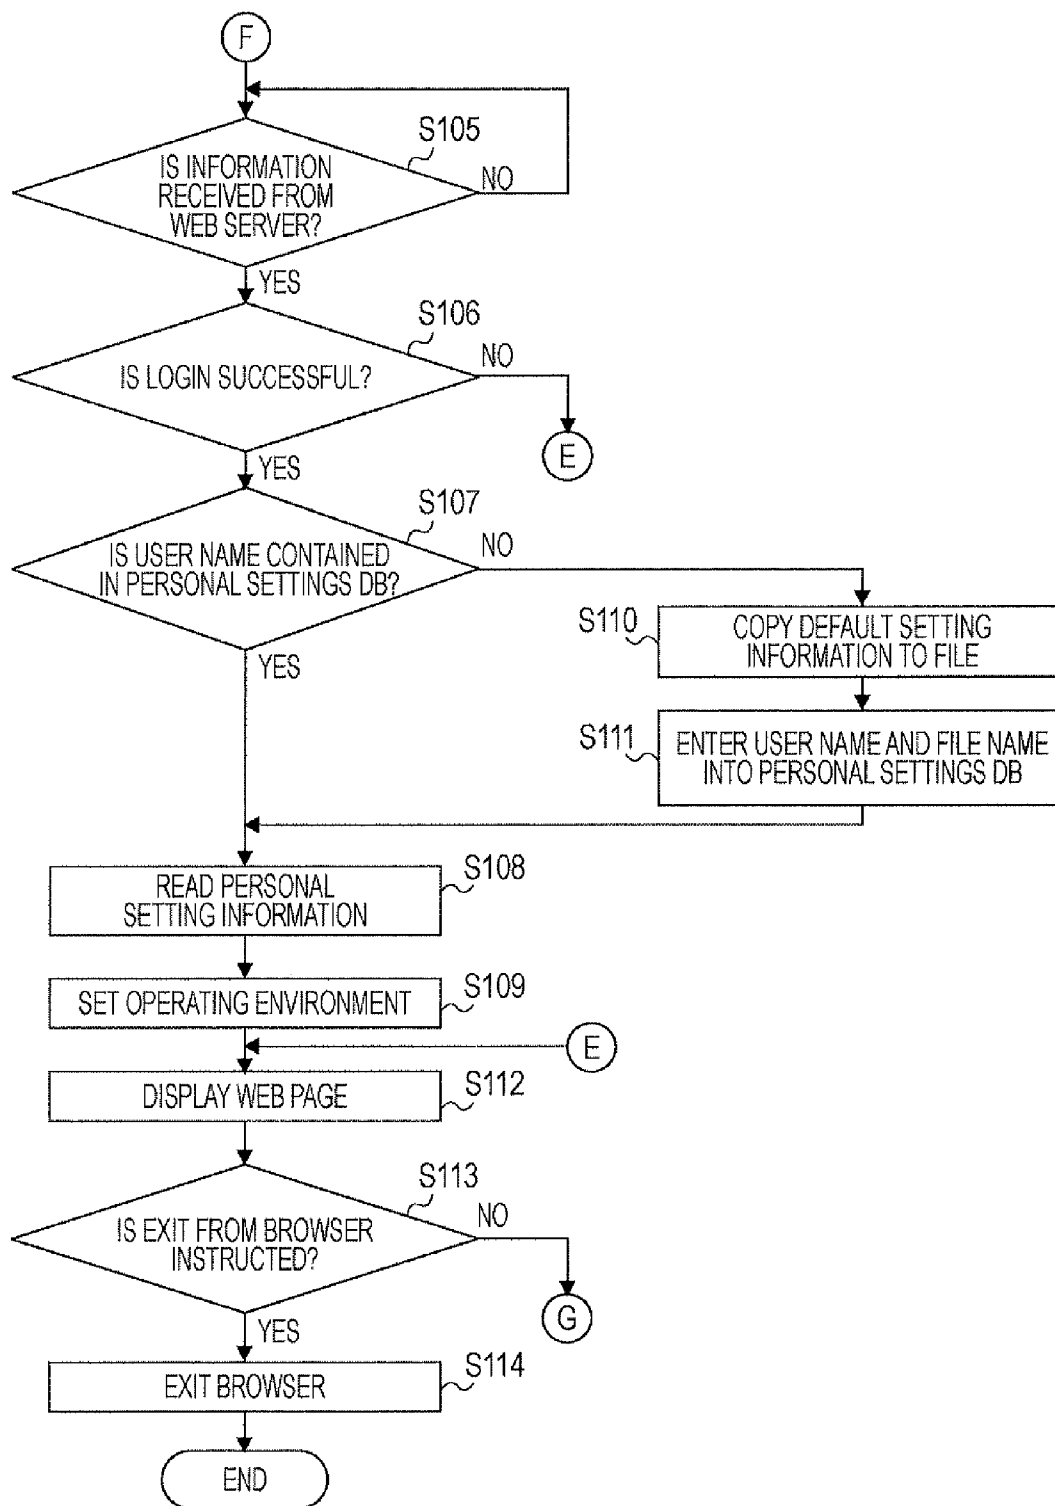 F
S105
IS INFORMATION
RECEIVED FROM
WEB SERVER?
NO
YES
S106
IS LOGIN SUCCESSFUL?
NO
E
YES
S107
IS USER NAME CONTAINED
IN PERSONAL SETTINGS DB?
NO
YES
S110
COPY DEFAULT SETTING
INFORMATION TO FILE
S111
ENTER USER NAME AND FILE NAME
INTO PERSONAL SETTINGS DB
S108
READ PERSONAL
SETTING INFORMATION
S109
SET OPERATING ENVIRONMENT
E
S112
DISPLAY WEB PAGE
S113
IS EXIT FROM BROWSER
INSTRUCTED?
NO
G
YES
S114
EXIT BROWSER
END